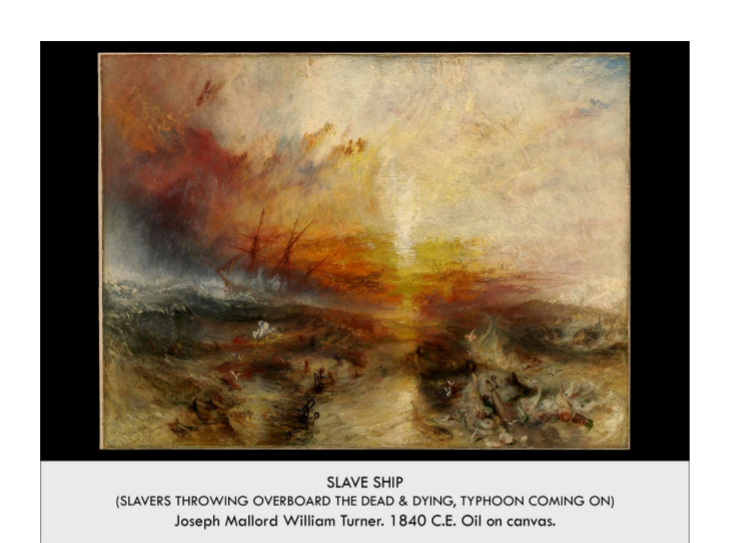 SLAVE SHIP
(SLAVERS THROWING OVERBOARD THE DEAD & DYING, TYPHOON COMING ON)
Joseph Mallord William Turner. 1840 C.E. Oil on canvas.